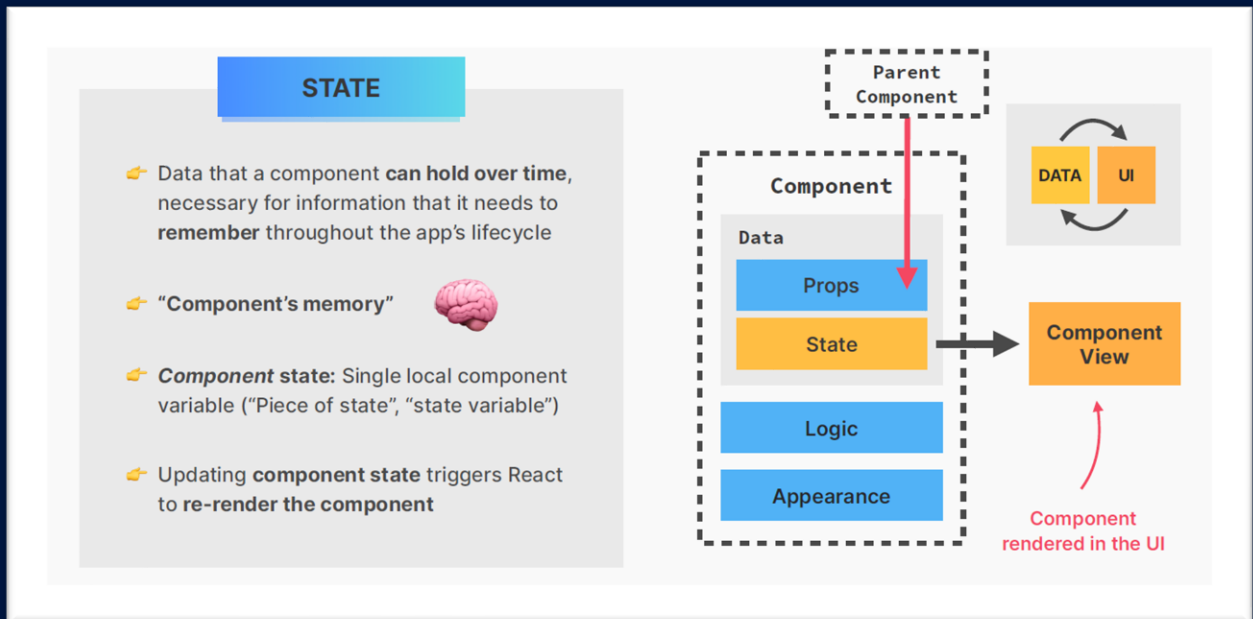 STATE
👉 Data that a component can hold over time,
necessary for information that it needs to
remember throughout the app’s lifecycle
👉 “Component’s memory”
👉 Component state: Single local component
variable (“Piece of state”, “state variable”)
👉 Updating component state triggers React
to re-render the component
Parent
Component
Component
Data
Props
State
Logic
Appearance
DATA
UI
Component
View
Component
rendered in the UI